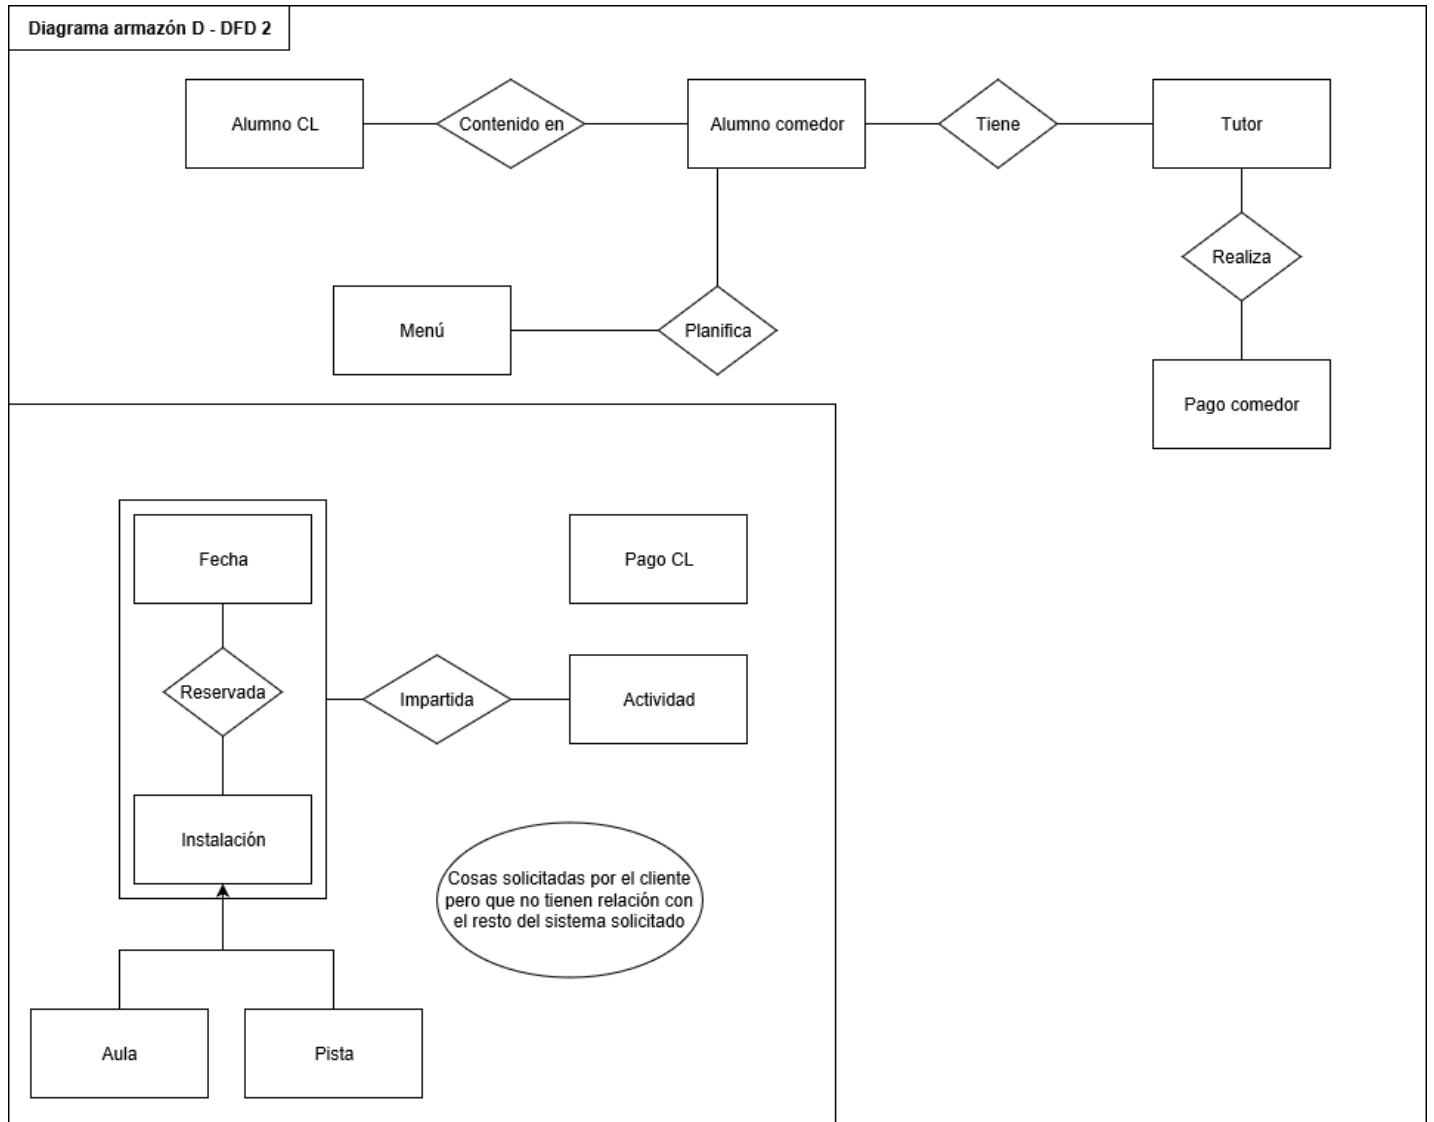 Diagrama armazón D - DFD 2
Alumno CL
Contenido en
Alumno comedor
Tiene
Tutor
Realiza
Menú
Planifica
Pago comedor
Fecha
Pago CL
Reservada
Impartida
Actividad
Instalación
Cosas solicitadas por el cliente
pero que no tienen relación con
el resto del sistema solicitado
Aula
Pista